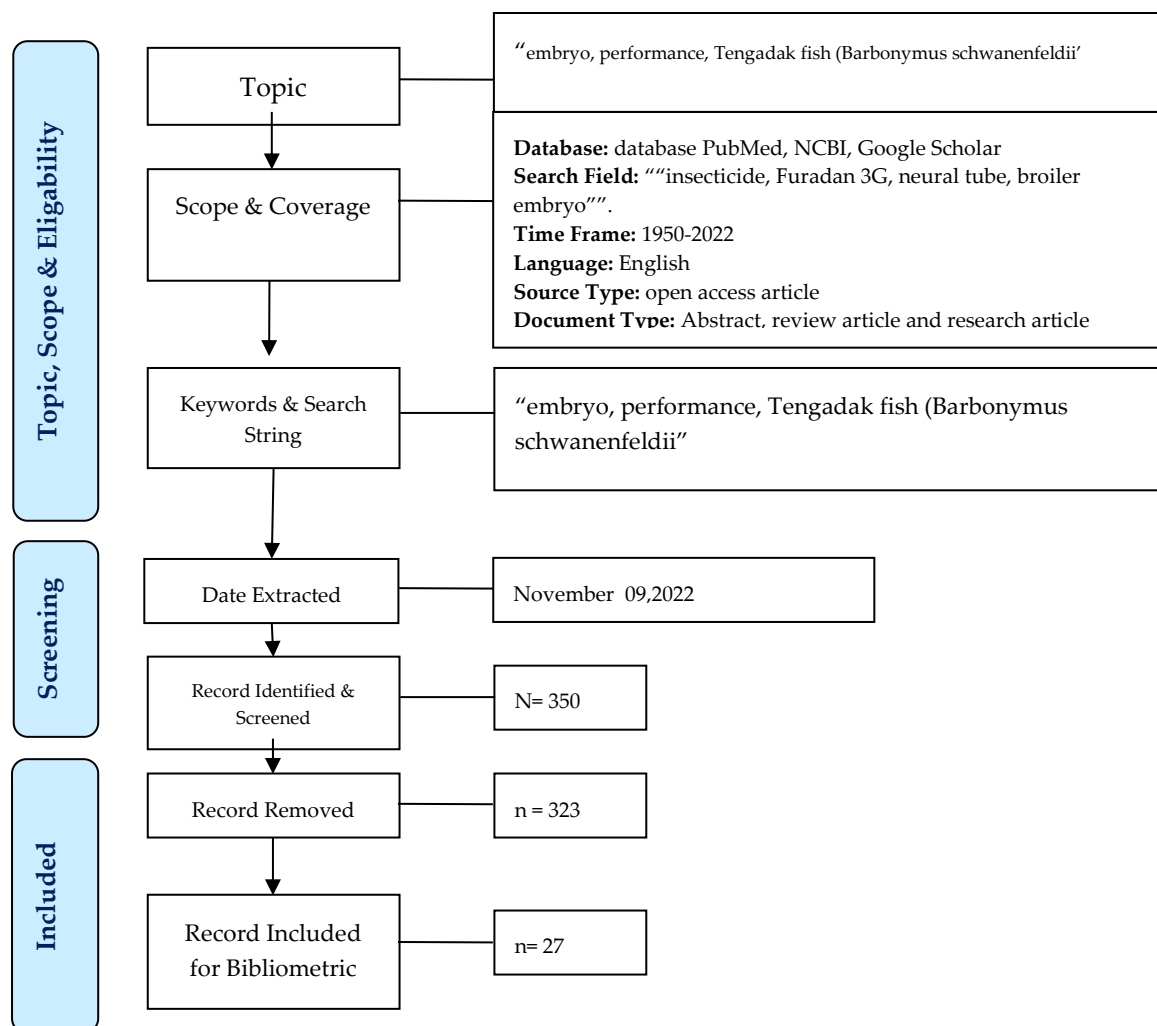 Topic, Scope & Eligability
Topic
“embryo, performance, Tengadak fish (Barbonymus schwanenfeldii’
Scope & Coverage
Database: database PubMed, NCBI, Google Scholar
Search Field: ““insecticide, Furadan 3G, neural tube, broiler
embryo””.
Time Frame: 1950-2022
Language: English
Source Type: open access article
Document Type: Abstract, review article and research article
Keywords & Search
String
“embryo, performance, Tengadak fish (Barbonymus
schwanenfeldii”
Screening
Date Extracted
November 09,2022
Record Identified &
Screened
N= 350
Included
Record Removed
n = 323
Record Included
for Bibliometric
n= 27